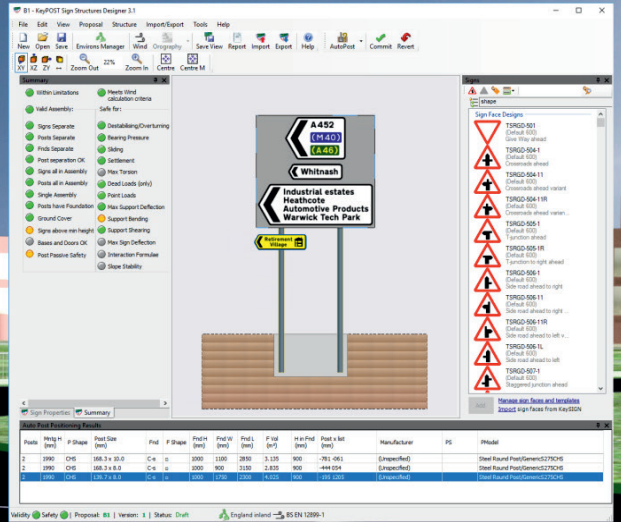 B1 - KeyPOST Sign Structures Designer 3.1
File Edit View Proposal Structure Import/Export Tools Help
New Open Save Environs Manager Wind Orography Save View Report Import Export Help AutoPost Commit Revert
XY XZ ZY Zoom Out 22% Zoom In Centre Centre M
Summary
Within Limitations
Meets Wind calculation criteria
Valid Assembly:
Safe for:
Signs Separate
Posts Separate
Fnds Separate
Post separation OK
Signs all in Assembly
Posts all in Assembly
Single Assembly
Posts have Foundation
Ground Cover
Signs above min height
Bases and Doors OK
Post Passive Safety
Destabilising/Overturning
Bearing Pressure
Sliding
Settlement
Max Torsion
Dead Loads (only)
Point Loads
Max Support Deflection
Support Bending
Support Shearing
Max Sign Deflection
Interaction Formulae
Slope Stability
Sign Properties Summary
A452
(M40)
(A46)
Whitnash
Industrial estates
Heathcote
Automotive Products
Warwick Tech Park
Retirement
Village
Signs
shape
Sign Face Designs
TSRGD-501
(Default 600)
Give Way ahead
TSRGD-504-1
(Default 600)
Crossroads ahead
TSRGD-504-11
(Default 600)
Crossroads ahead variant
TSRGD-504-11R
(Default 600)
Crossroads ahead varian...
TSRGD-505-1
(Default 600)
T-junction ahead
TSRGD-505-1R
(Default 600)
T-junction to right ahead
TSRGD-506-1
(Default 600)
Side road ahead to right
TSRGD-506-11
(Default 600)
Side road ahead to right ...
TSRGD-506-11R
(Default 600)
Side road ahead to left v...
TSRGD-506-1L
(Default 600)
Side road ahead to left
TSRGD-507-1
(Default 600)
Staggered junction ahead
Add
Manage sign faces and templates
Import sign faces from KeySIGN
Auto Post Positioning Results
Posts Mntg H (mm) P Shape Post Size (mm) Fnd F Shape Fnd H (mm) Fnd W (mm) Fnd L (mm) F Vol (m³) H in Fnd (mm) Post x list (mm) Manufacturer PS PModel
2 1990 CHS 168.3 x 10.0 1000 1100 2850 3.135 900 -781 -061 (Unspecified) Steel Round Post/GenericS275CHS
2 1990 CHS 168.3 x 8.0 1000 900 3150 2.835 900 -444 054 (Unspecified) Steel Round Post/GenericS275CHS
2 1990 CHS 139.7 x 8.0 1000 1750 2300 4.025 900 -155 1205 (Unspecified) Steel Round Post/GenericS275CHS
Validity Safety Proposal: B1 Version: 1 Status: Draft England inland BS EN 12899-1